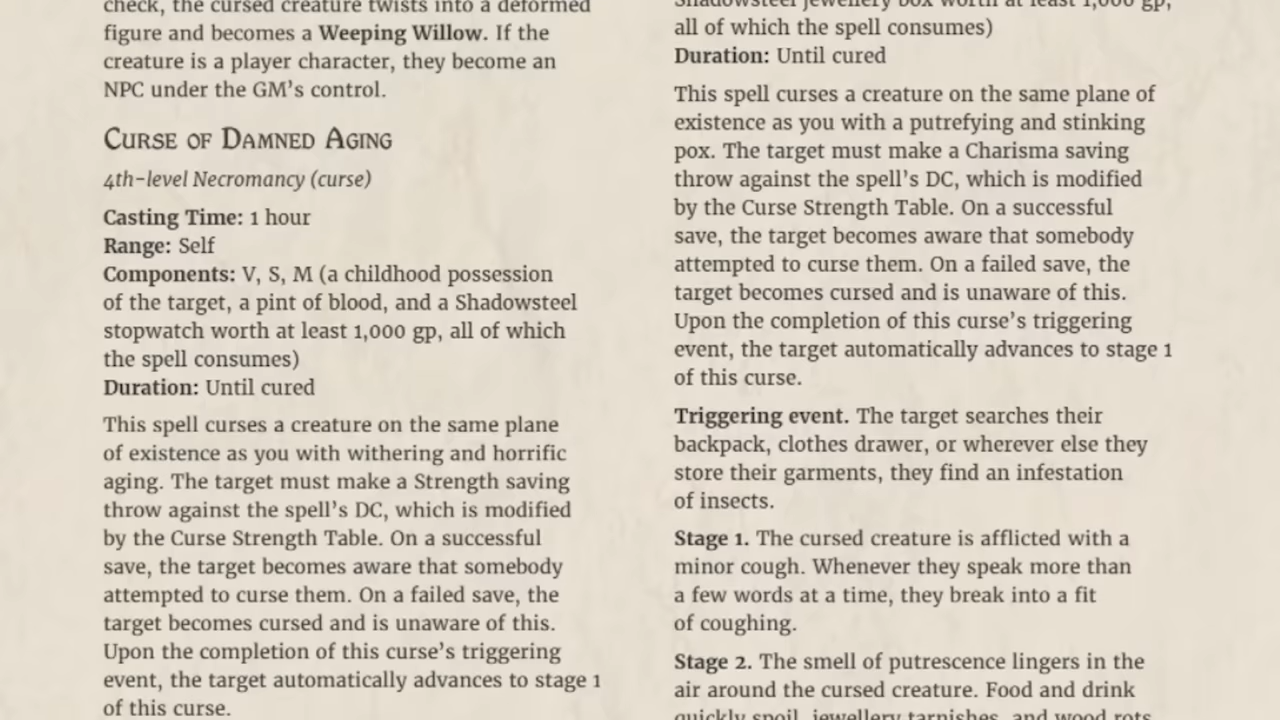 check, the cursed creature twists into a deformed
figure and becomes a Weeping Willow. If the
creature is a player character, they become an
NPC under the GM's control.
Curse of Damned Aging
4th-level Necromancy (curse)
Casting Time: 1 hour
Range: Self
Components: V, S, M (a childhood possession
of the target, a pint of blood, and a Shadowsteel
stopwatch worth at least 1,000 gp, all of which
the spell consumes)
Duration: Until cured
This spell curses a creature on the same plane
of existence as you with withering and horrific
aging. The target must make a Strength saving
throw against the spell's DC, which is modified
by the Curse Strength Table. On a successful
save, the target becomes aware that somebody
attempted to curse them. On a failed save, the
target becomes cursed and is unaware of this.
Upon the completion of this curse's triggering
event, the target automatically advances to stage 1
of this curse.
Shadowsteel jewellery box worth at least 1,000 gp,
all of which the spell consumes)
Duration: Until cured
This spell curses a creature on the same plane of
existence as you with a putrefying and stinking
pox. The target must make a Charisma saving
throw against the spell's DC, which is modified
by the Curse Strength Table. On a successful
save, the target becomes aware that somebody
attempted to curse them. On a failed save, the
target becomes cursed and is unaware of this.
Upon the completion of this curse's triggering
event, the target automatically advances to stage 1
of this curse.
Triggering event. The target searches their
backpack, clothes drawer, or wherever else they
store their garments, they find an infestation
of insects.
Stage 1. The cursed creature is afflicted with a
minor cough. Whenever they speak more than
a few words at a time, they break into a fit
of coughing.
Stage 2. The smell of putrescence lingers in the
air around the cursed creature. Food and drink
quickly spoil, jewellery tarnishes, and wood rots